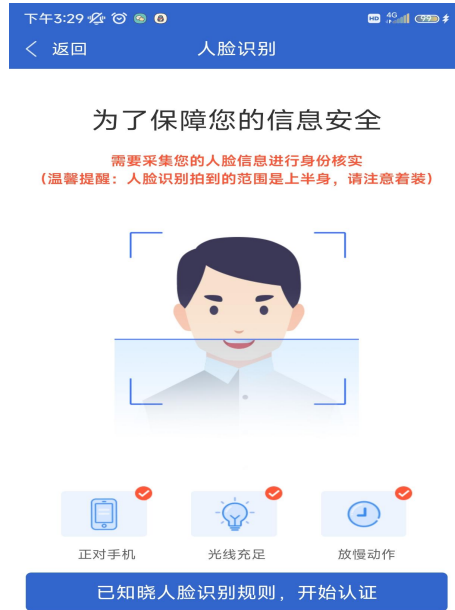 下午3:29 HD 4G 99
返回 人脸识别
为了保障您的信息安全
需要采集您的人脸信息进行身份核实
（温馨提醒：人脸识别拍到的范围是上半身，请注意着装）
正对手机 光线充足 放慢动作
已知晓人脸识别规则，开始认证